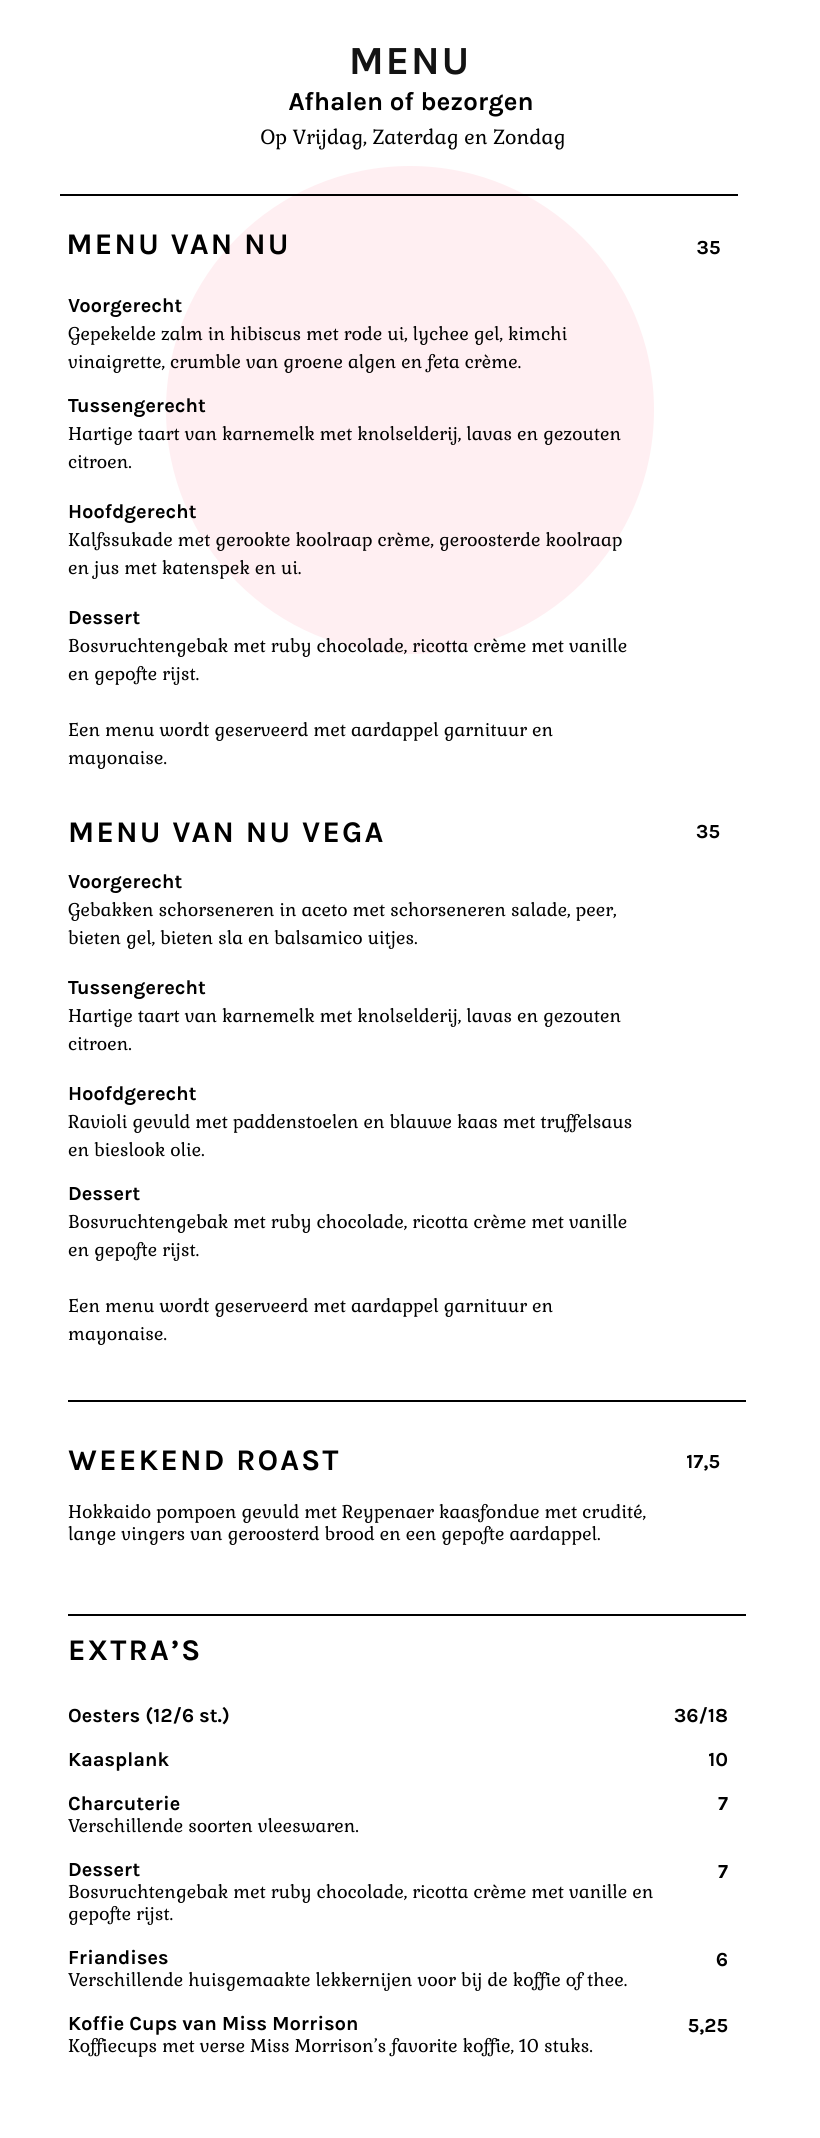 MENU
Afhalen of bezorgen
Op Vrijdag, Zaterdag en Zondag
MENU VAN NU 35
Voorgerecht
Gepekelde zalm in hibiscus met rode ui, lychee gel, kimchi
vinaigrette, crumble van groene algen en feta crème.
Tussengerecht
Hartige taart van karnemelk met knolselderij, lavas en gezouten
citroen.
Hoofdgerecht
Kalfssukade met gerookte koolraap crème, geroosterde koolraap
en jus met katenspek en ui.
Dessert
Bosvruchtengebak met ruby chocolade, ricotta crème met vanille
en gepofte rijst.
Een menu wordt geserveerd met aardappel garnituur en
mayonaise.
MENU VAN NU VEGA 35
Voorgerecht
Gebakken schorseneren in aceto met schorseneren salade, peer,
bieten gel, bieten sla en balsamico uitjes.
Tussengerecht
Hartige taart van karnemelk met knolselderij, lavas en gezouten
citroen.
Hoofdgerecht
Ravioli gevuld met paddenstoelen en blauwe kaas met truffelsaus
en bieslook olie.
Dessert
Bosvruchtengebak met ruby chocolade, ricotta crème met vanille
en gepofte rijst.
Een menu wordt geserveerd met aardappel garnituur en
mayonaise.
WEEKEND ROAST 17,5
Hokkaido pompoen gevuld met Reypenaer kaasfondue met crudité,
lange vingers van geroosterd brood en een gepofte aardappel.
EXTRA’S
Oesters (12/6 st.) 36/18
Kaasplank 10
Charcuterie 7
Verschillende soorten vleeswaren.
Dessert 7
Bosvruchtengebak met ruby chocolade, ricotta crème met vanille en
gepofte rijst.
Friandises 6
Verschillende huisgemaakte lekkernijen voor bij de koffie of thee.
Koffie Cups van Miss Morrison 5,25
Koffiecups met verse Miss Morrison’s favorite koffie, 10 stuks.